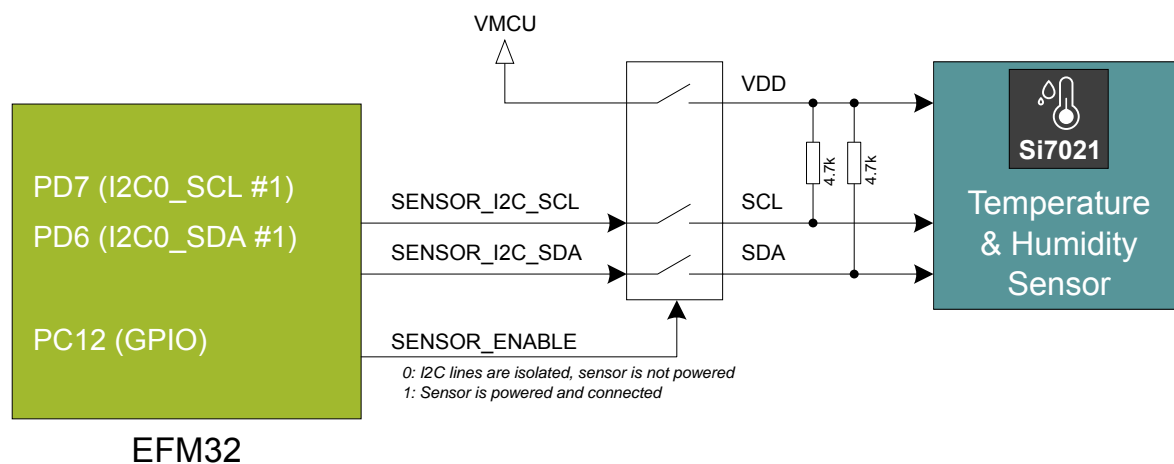 VMCU
VDD
PD7 (I2C0_SCL #1)
PD6 (I2C0_SDA #1)
PC12 (GPIO)
EFM32
SENSOR_I2C_SCL
SENSOR_I2C_SDA
SENSOR_ENABLE
0: I2C lines are isolated, sensor is not powered
1: Sensor is powered and connected
SCL
SDA
4.7k
4.7k
Si7021
Temperature
& Humidity
Sensor